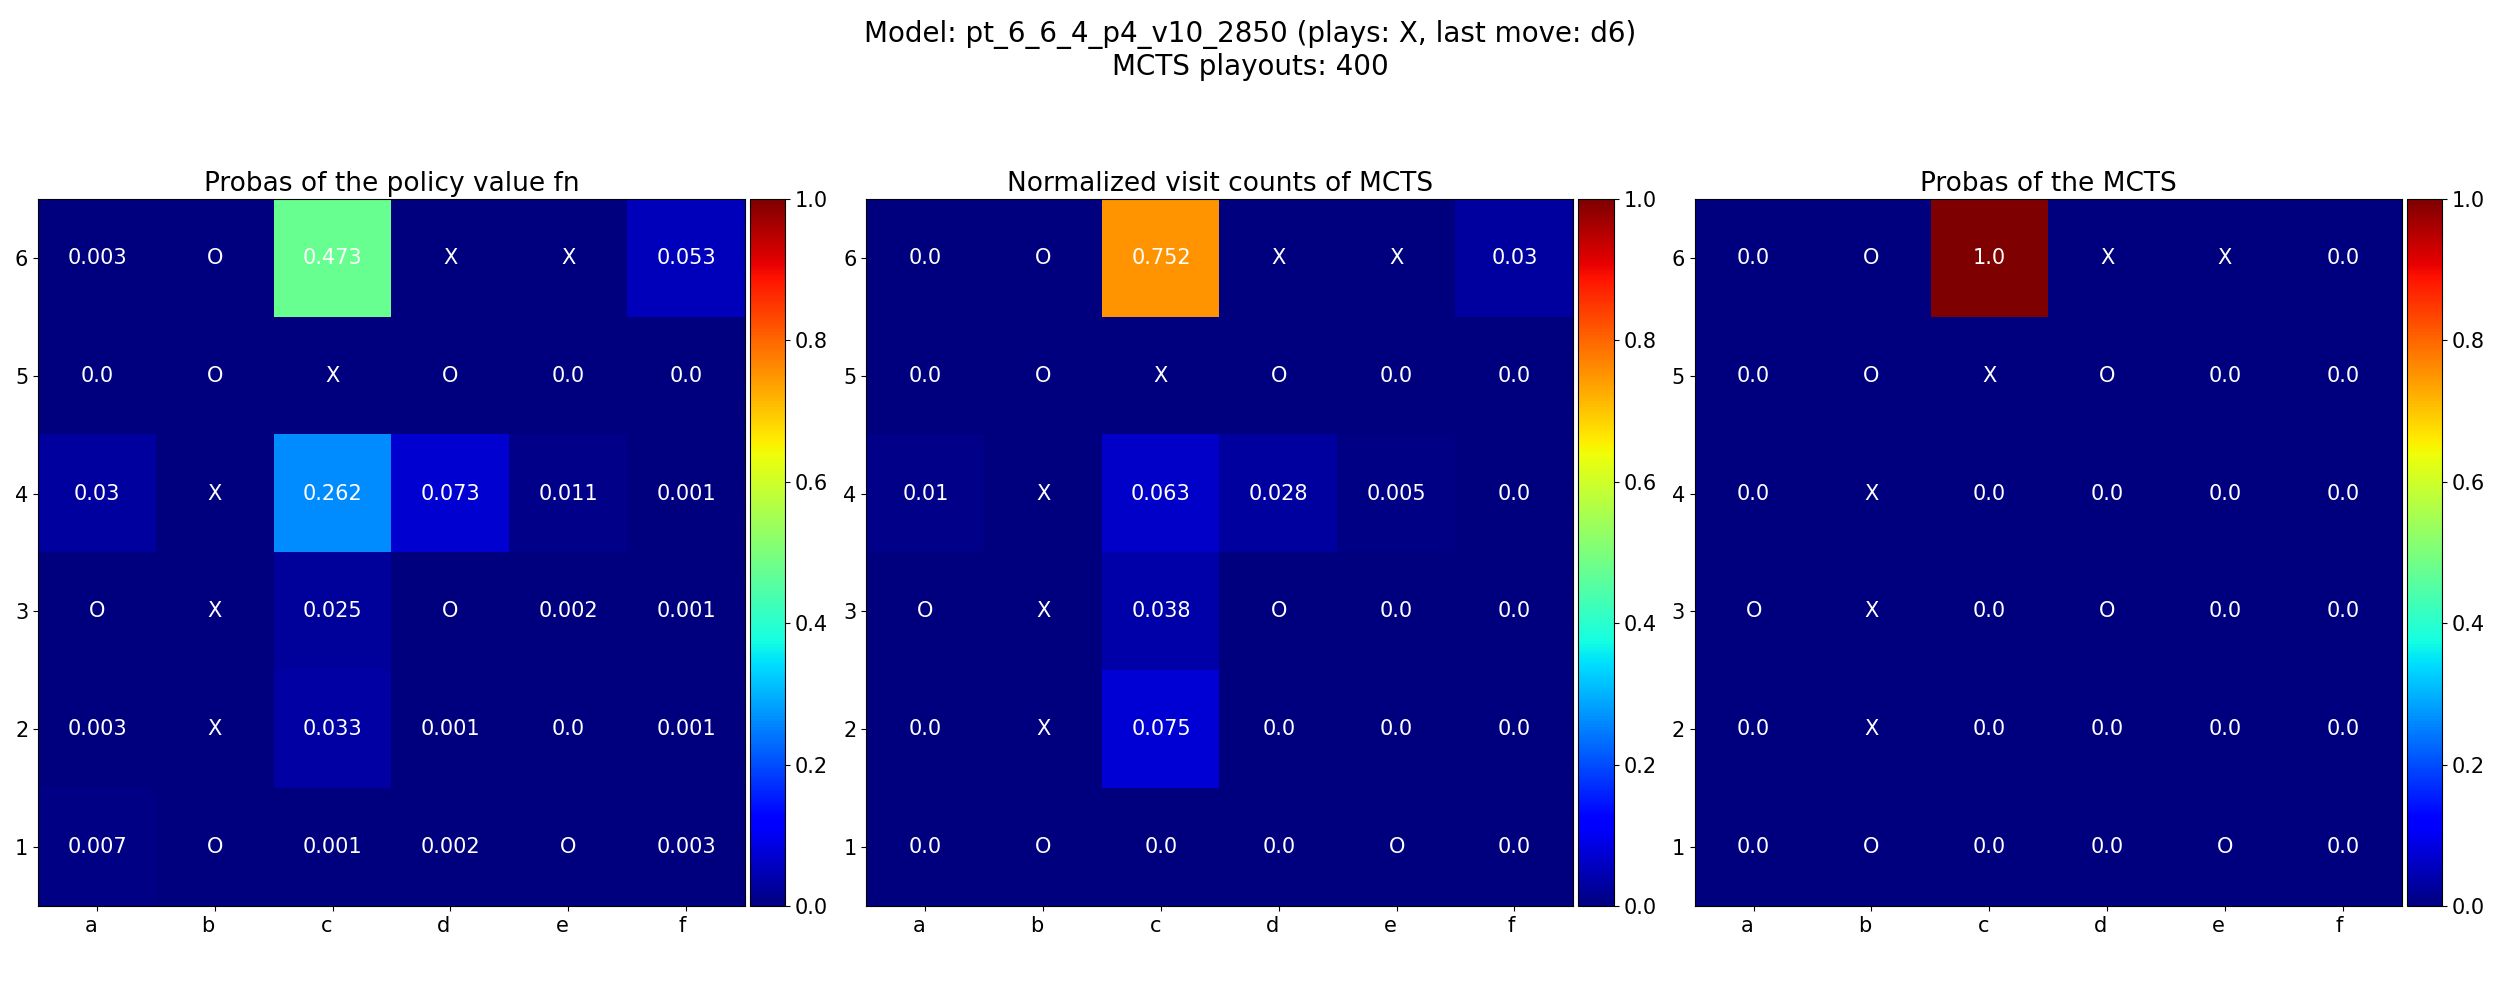 Model: pt_6_6_4_p4_v10_2850 (plays: X, last move: d6)
MCTS playouts: 400
Probas of the policy value fn
6 0.003 O 0.473 X X 0.053
5 0.0 O X O 0.0 0.0
4 0.03 X 0.262 0.073 0.011 0.001
3 O X 0.025 O 0.002 0.001
2 0.003 X 0.033 0.001 0.0 0.001
1 0.007 O 0.001 0.002 O 0.003
a b c d e f
1.0
0.8
0.6
0.4
0.2
0.0
Normalized visit counts of MCTS
6 0.0 O 0.752 X X 0.03
5 0.0 O X O 0.0 0.0
4 0.01 X 0.063 0.028 0.005 0.0
3 O X 0.038 O 0.0 0.0
2 0.0 X 0.075 0.0 0.0 0.0
1 0.0 O 0.0 0.0 O 0.0
a b c d e f
1.0
0.8
0.6
0.4
0.2
0.0
Probas of the MCTS
6 0.0 O 1.0 X X 0.0
5 0.0 O X O 0.0 0.0
4 0.0 X 0.0 0.0 0.0 0.0
3 O X 0.0 O 0.0 0.0
2 0.0 X 0.0 0.0 0.0 0.0
1 0.0 O 0.0 0.0 O 0.0
a b c d e f
1.0
0.8
0.6
0.4
0.2
0.0